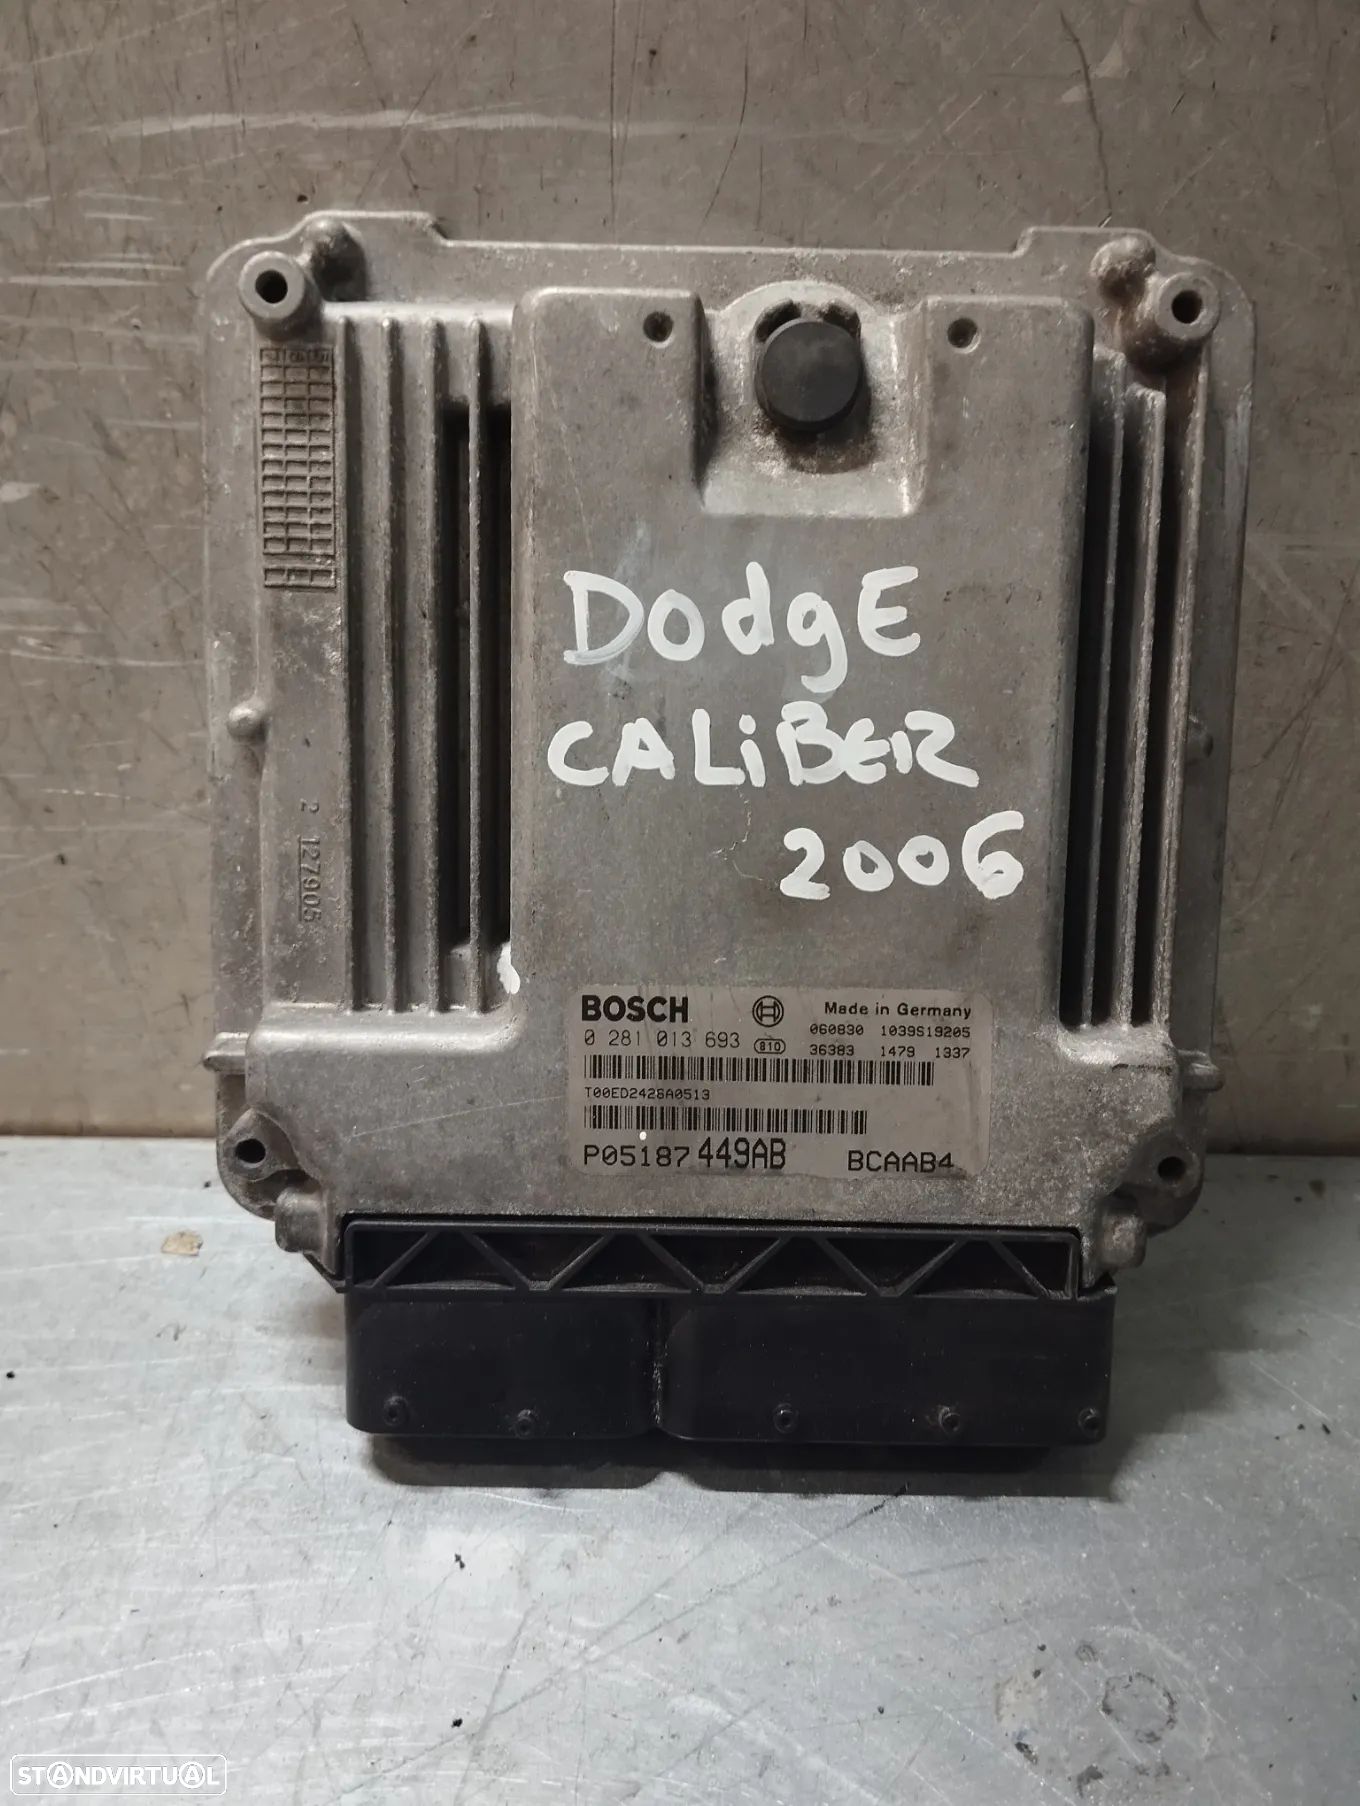 DodgE
CALiBER
2006
2 127905
BOSCH
Made in Germany
0 281 013 693
810
060830 1039S19205
36383 1479 1337
T00ED2428A0513
P05187 449AB BCAAB4
STANDVIRTUAL